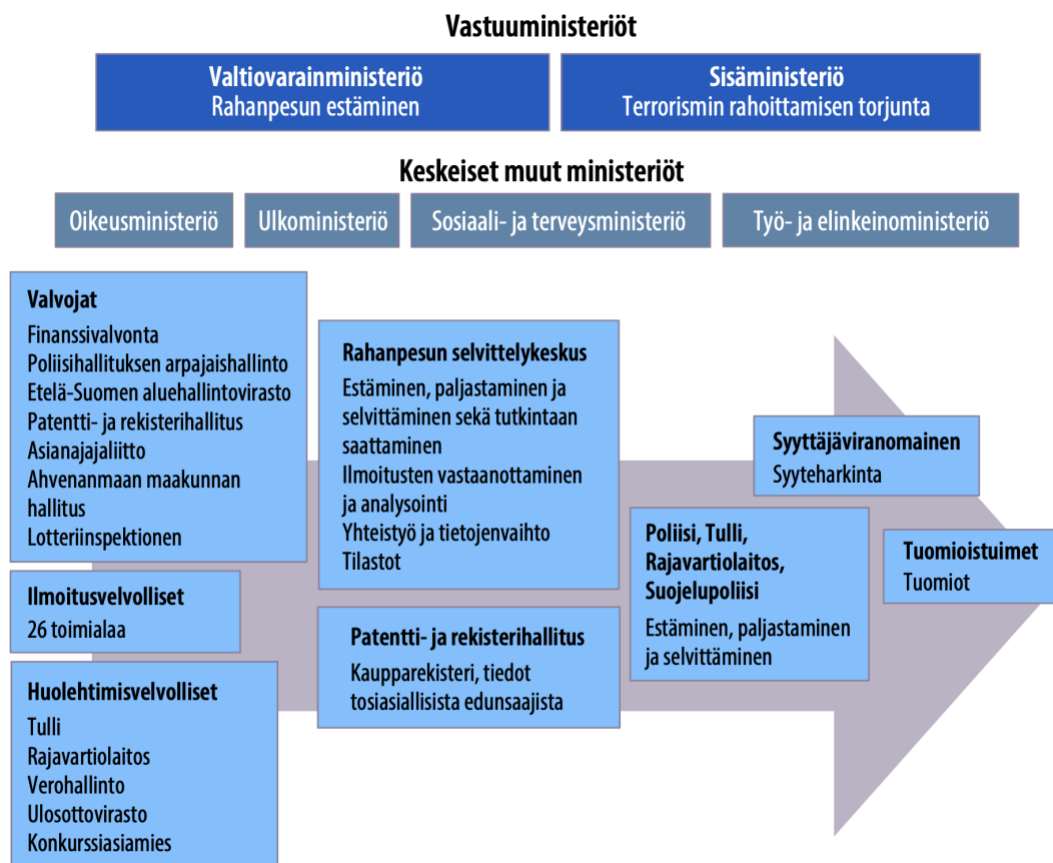 Vastuuministeriöt
Valtiovarainministeriö
Rahanpesun estäminen
Sisäministeriö
Terrorismin rahoittamisen torjunta
Keskeiset muut ministeriöt
Oikeusministeriö
Ulkoministeriö
Sosiaali- ja terveysministeriö
Työ- ja elinkeinoministeriö
Valvojat
Finanssivalvonta
Poliisihallituksen arpajaishallinto
Etelä-Suomen aluehallintovirasto
Patentti- ja rekisterihallitus
Asianajajaliitto
Ahvenanmaan maakunnan
hallitus
Lotteriinspektionen
Ilmoitusvelvolliset
26 toimialaa
Huolehtimisvelvolliset
Tulli
Rajavartiolaitos
Verohallinto
Ulosottovirasto
Konkurssiasiamies
Rahanpesun selvittelykeskus
Estäminen, paljastaminen ja
selvittäminen sekä tutkintaan
saattaminen
Ilmoitusten vastaanottaminen
ja analysointi
Yhteistyö ja tietojenvaihto
Tilastot
Patentti- ja rekisterihallitus
Kaupparekisteri, tiedot
tosiasiallisista edunsaajista
Poliisi, Tulli,
Rajavartiolaitos,
Suojelupoliisi
Estäminen, paljastaminen
ja selvittäminen
Syyttäjäviranomainen
Syyteharkinta
Tuomioistuimet
Tuomiot